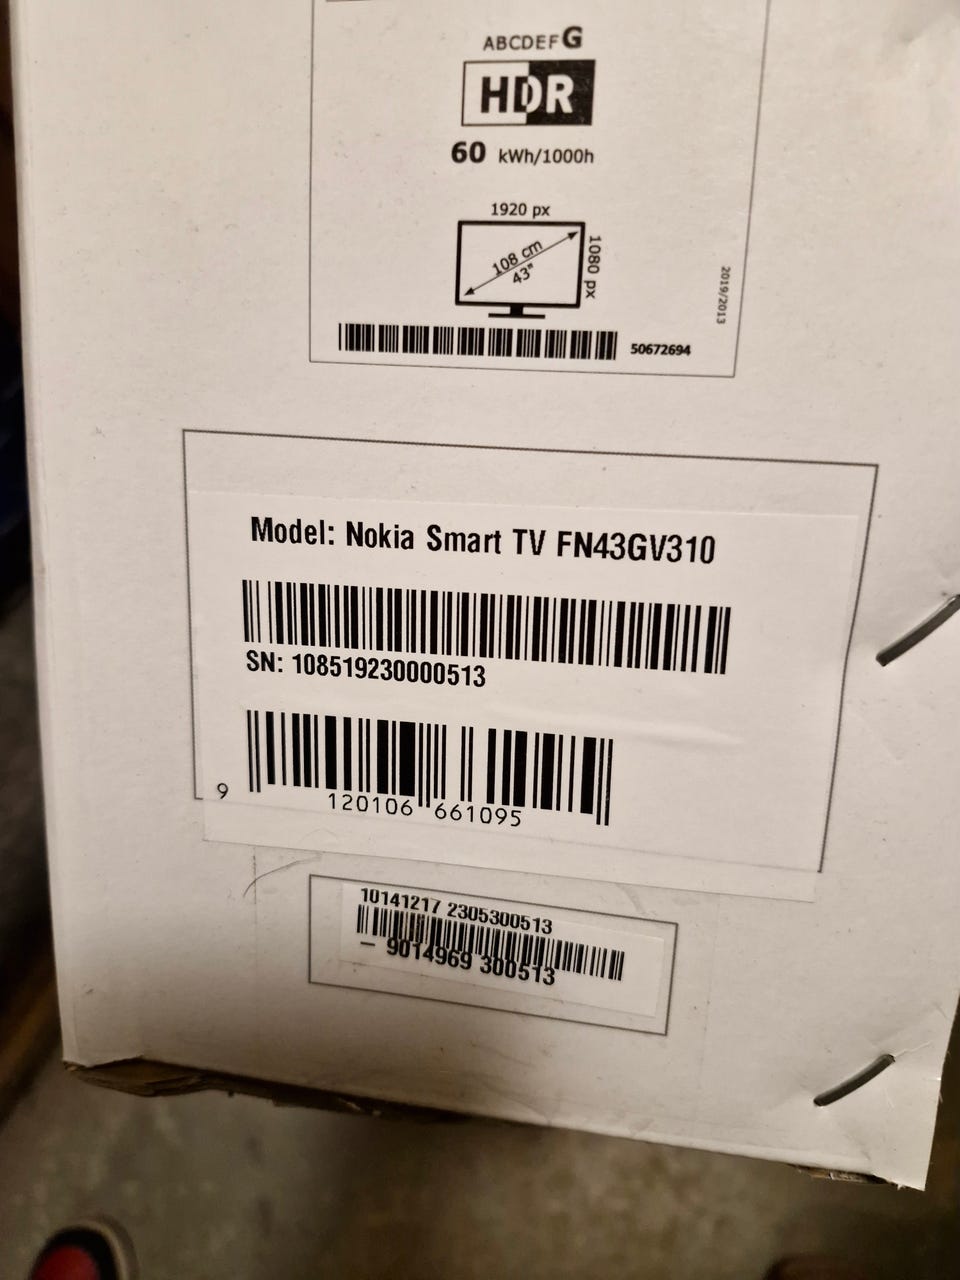 ABCDEFG
HDR
60 kWh/1000h
1920 px
1080 px
108 cm
43"
2019/2013
50672694
Model: Nokia Smart TV FN43GV310
SN: 108519230000513
9 120106 661095
10141217 2305300513
– 9014969 300513